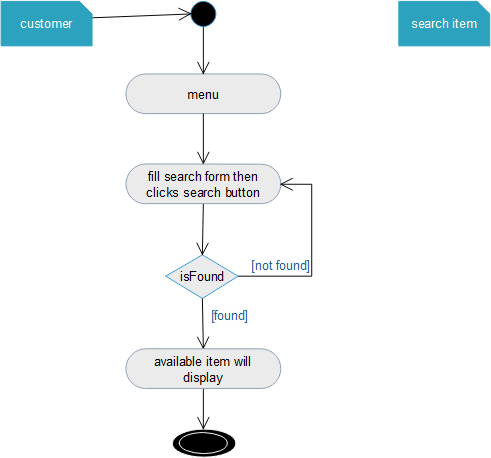 customer
search item
menu
fill search form then
clicks search button
[not found]
isFound
[found]
available item will
display